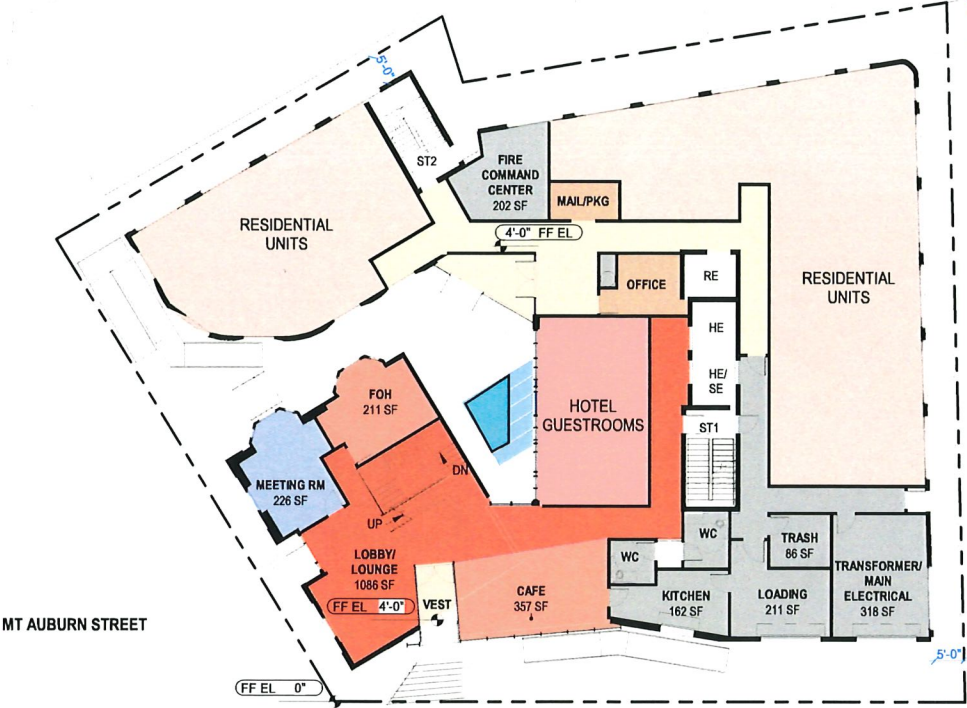 5'-0"
ST2
FIRE
COMMAND
CENTER
202 SF
MAIL/PKG
RESIDENTIAL
UNITS
4'-0" FF EL
OFFICE
RE
RESIDENTIAL
UNITS
HE
HE/
SE
FOH
211 SF
HOTEL
GUESTROOMS
ST1
DN
MEETING RM
226 SF
UP
LOBBY/
LOUNGE
1086 SF
WC
WC
TRASH
86 SF
TRANSFORMER/
MAIN
ELECTRICAL
318 SF
CAFE
357 SF
KITCHEN
162 SF
LOADING
211 SF
FF EL 4'-0"
VEST
MT AUBURN STREET
5'-0"
FF EL 0"